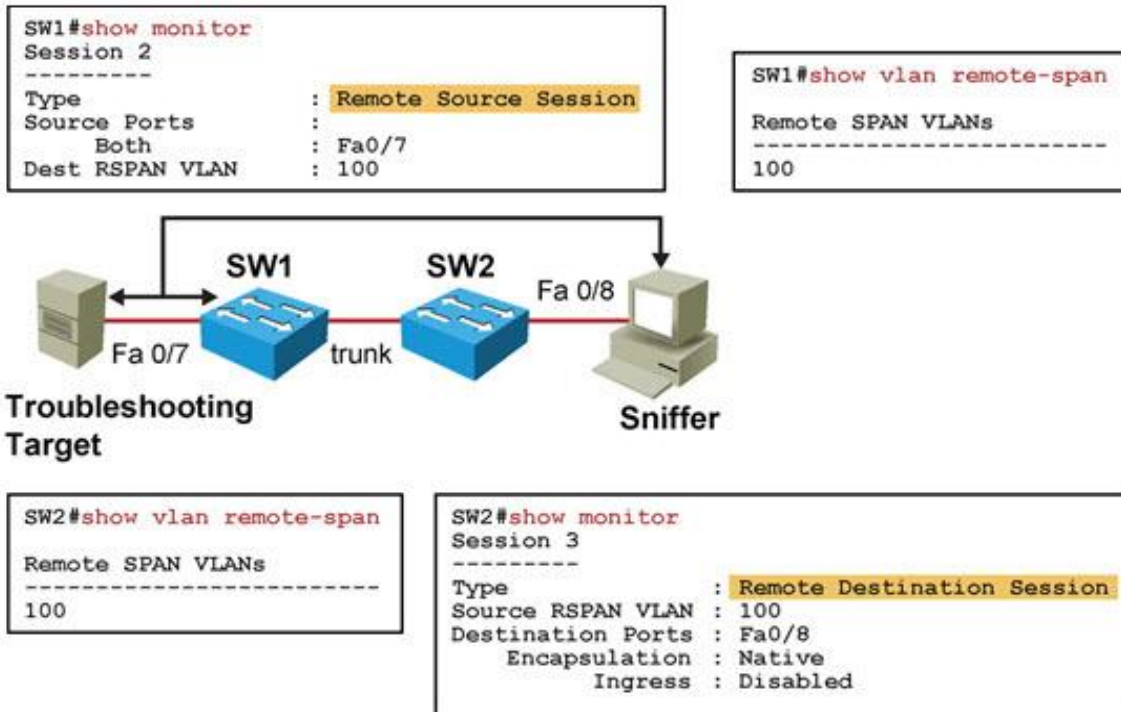 SW1#show monitor
Session 2
---------
Type : Remote Source Session
Source Ports :
Both : Fa0/7
Dest RSPAN VLAN : 100
SW1#show vlan remote-span
Remote SPAN VLANs
-------------------------
100
SW1
SW2
Fa 0/8
Fa 0/7
trunk
Troubleshooting
Target
Sniffer
SW2#show vlan remote-span
Remote SPAN VLANs
-------------------------
100
SW2#show monitor
Session 3
---------
Type : Remote Destination Session
Source RSPAN VLAN : 100
Destination Ports : Fa0/8
Encapsulation : Native
Ingress : Disabled